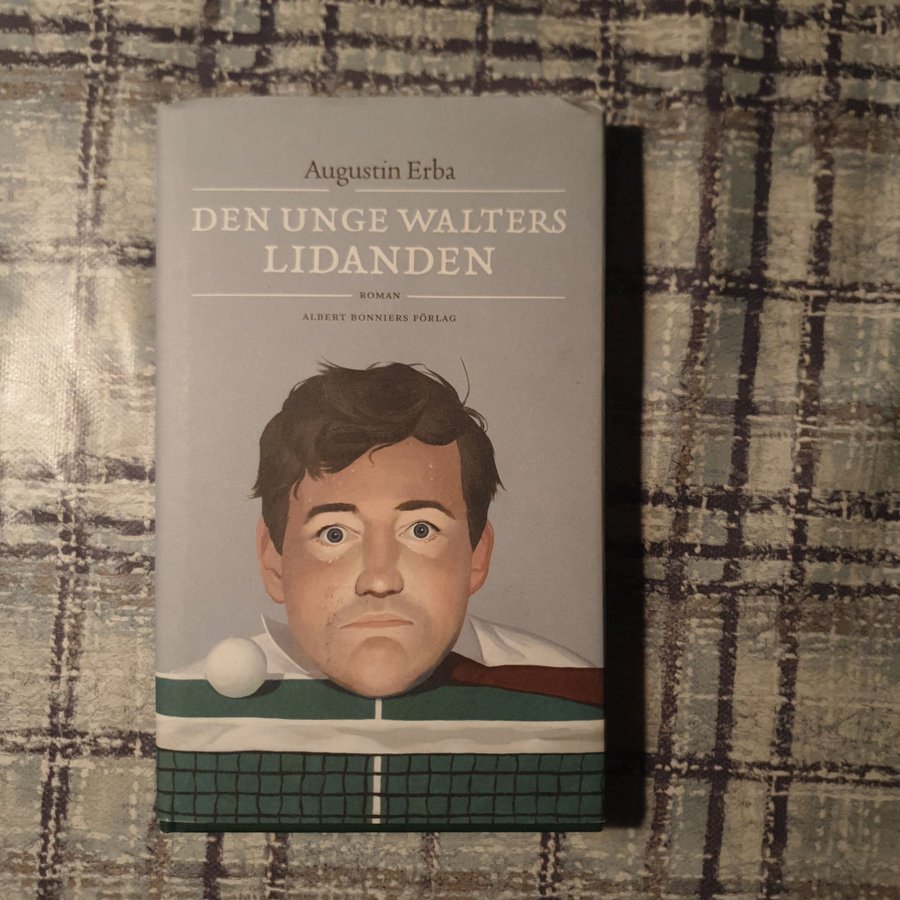 Augustin Erba
DEN UNGE WALTERS
LIDANDEN
ROMAN
ALBERT BONNIERS FÖRLAG